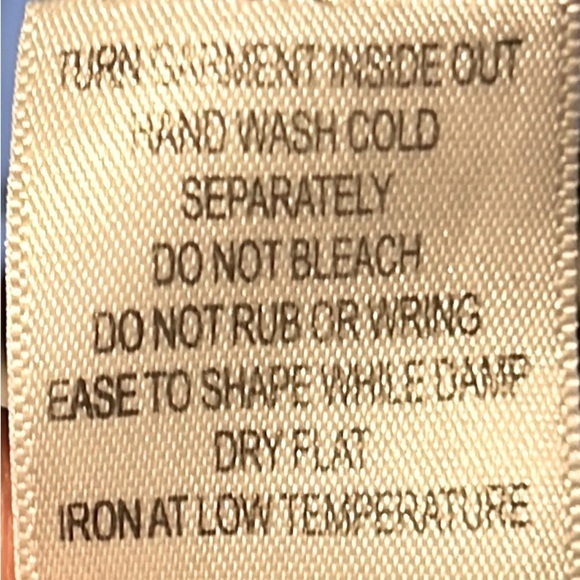 TURN GARMENT INSIDE OUT
HAND WASH COLD
SEPARATELY
DO NOT BLEACH
DO NOT RUB OR WRING
EASE TO SHAPE WHILE DAMP
DRY FLAT
IRON AT LOW TEMPERATURE